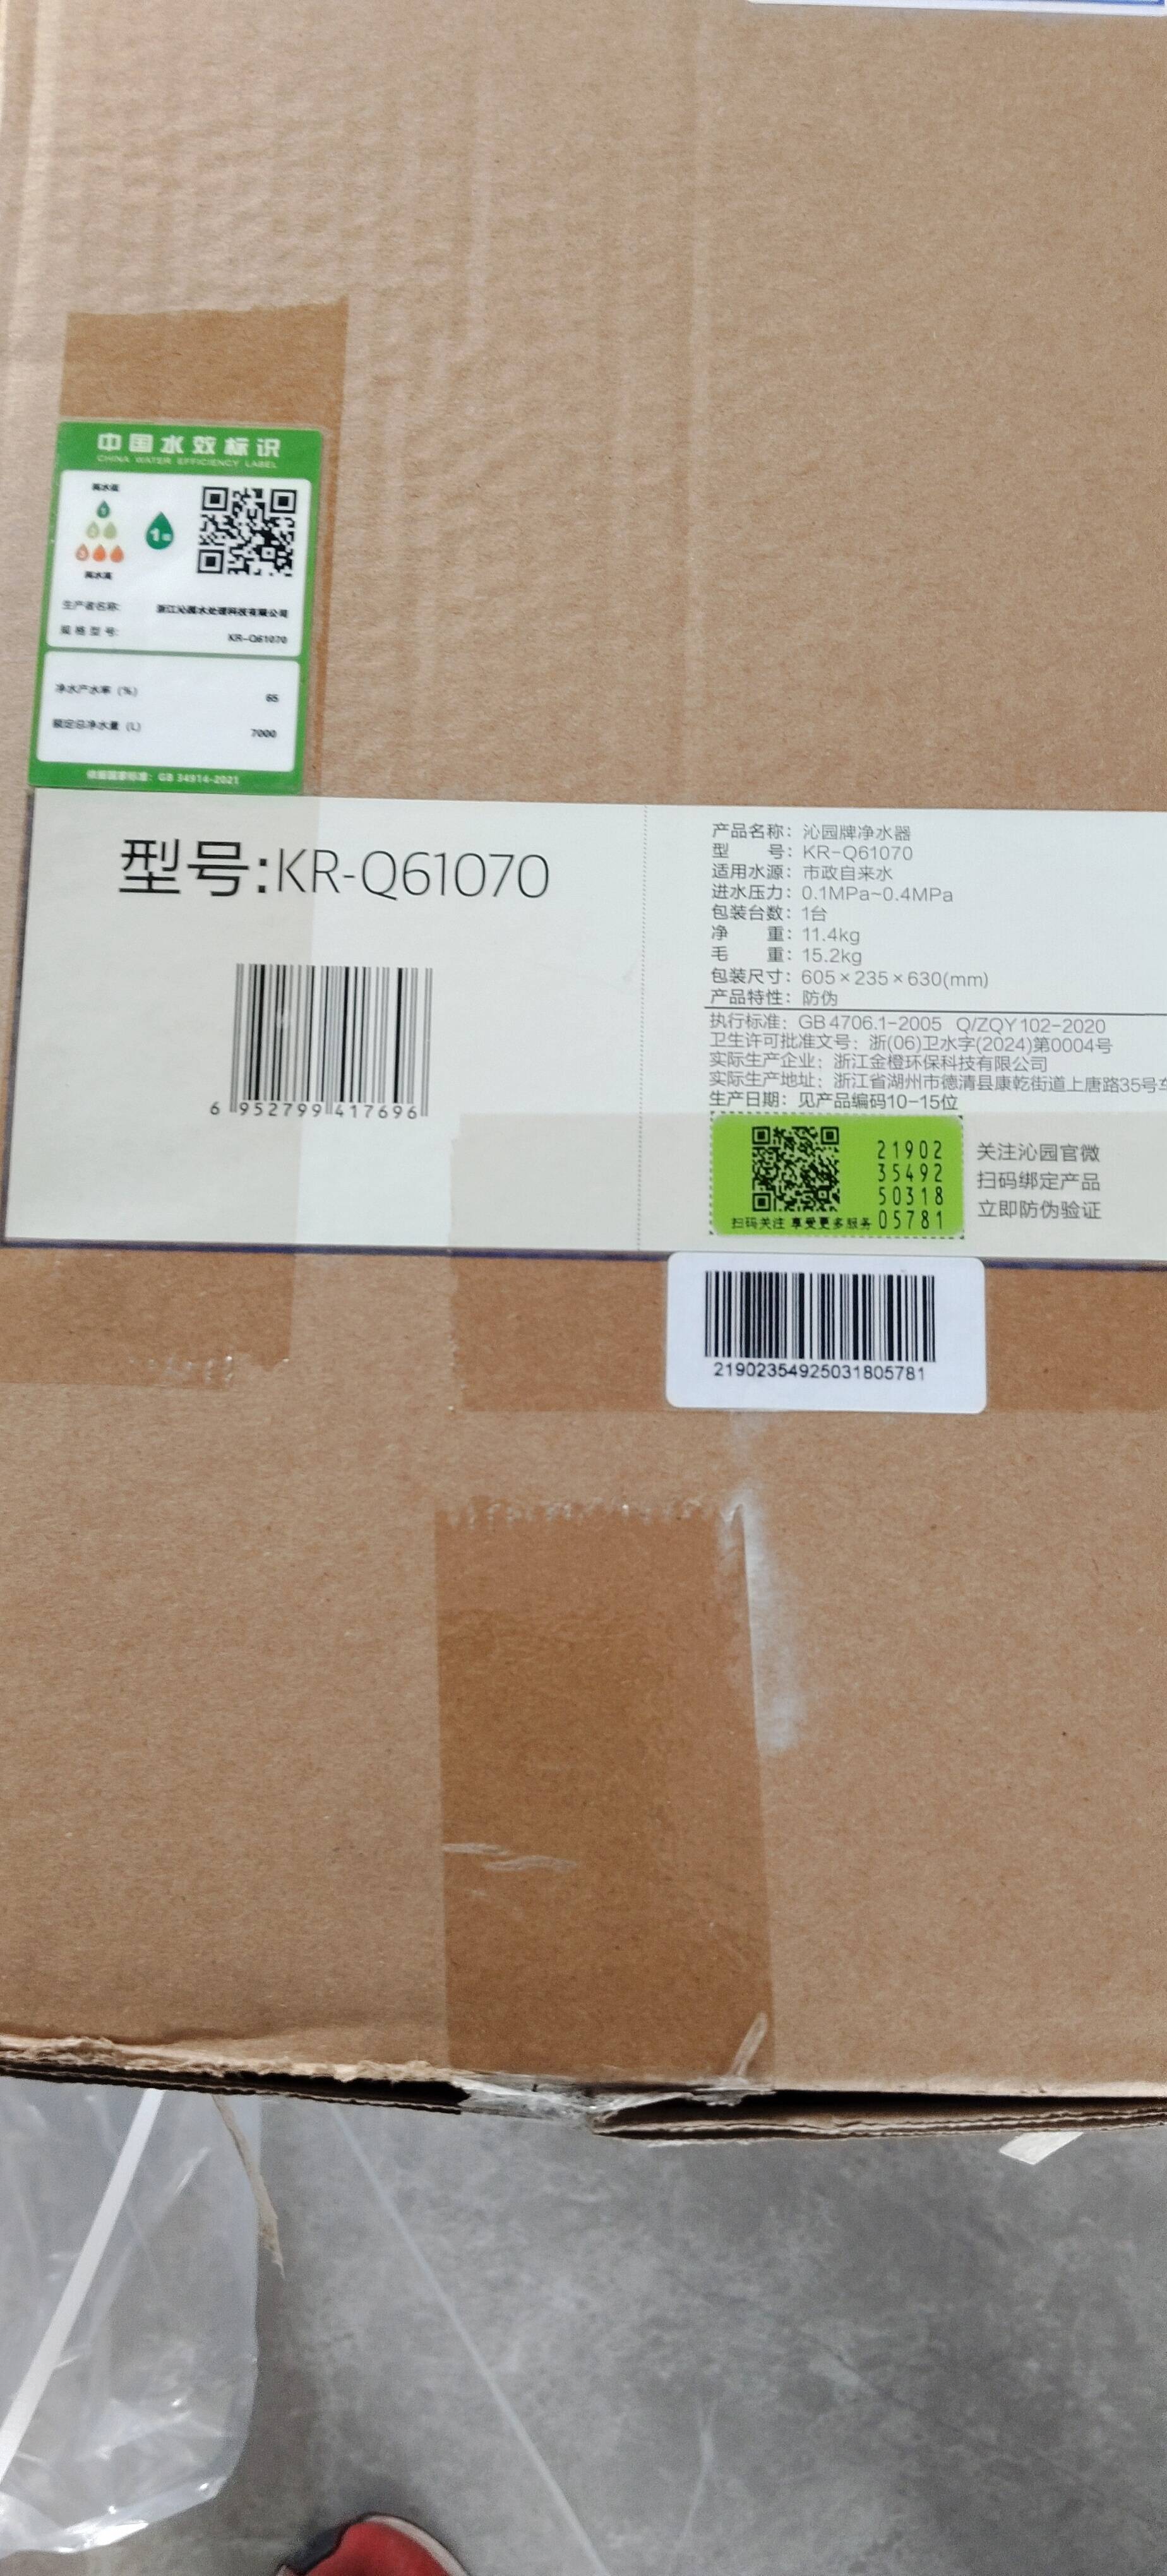 中国水效标识
CHINA WATER EFFICIENCY LABEL
高水效
1
2
3
1级
高水耗
生产者名称: 浙江沁园水处理科技有限公司
规格型号: KR-Q61070
净水产水率 (%) 65
额定总净水量 (L) 7000
依据国家标准: GB 34914-2021
型号:KR-Q61070
6 952799 417696
产品名称: 沁园牌净水器
型 号: KR-Q61070
适用水源: 市政自来水
进水压力: 0.1MPa~0.4MPa
包装台数: 1台
净 重: 11.4kg
毛 重: 15.2kg
包装尺寸: 605×235×630(mm)
产品特性: 防伪
执行标准: GB 4706.1-2005 Q/ZQY 102-2020
卫生许可批准文号: 浙(06)卫水字(2024)第0004号
实际生产企业: 浙江金橙环保科技有限公司
实际生产地址: 浙江省湖州市德清县康乾街道上唐路35号
生产日期: 见产品编码10-15位
21902
35492
50318
05781
扫码关注 享受更多服务
关注沁园官微
扫码绑定产品
立即防伪验证
21902354925031805781